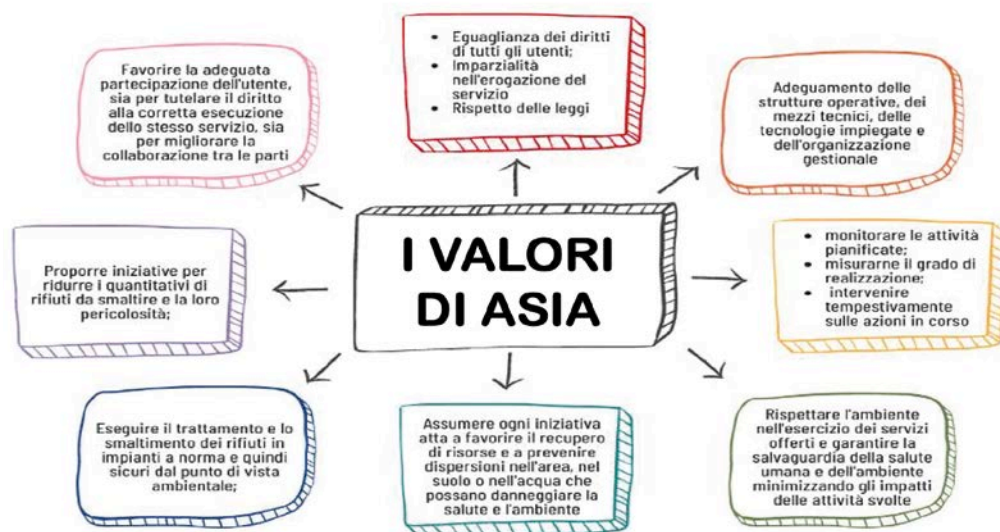 Favorire la adeguata
partecipazione dell'utente,
sia per tutelare il diritto
alla corretta esecuzione
dello stesso servizio, sia
per migliorare la
collaborazione tra le parti
• Eguaglianza dei diritti
di tutti gli utenti;
• Imparzialità
nell'erogazione del
servizio
• Rispetto delle leggi
Adeguamento delle
strutture operative, dei
mezzi tecnici, delle
tecnologie impiegate e
dell'organizzazione
gestionale
Proporre iniziative per
ridurre i quantitativi di
rifiuti da smaltire e la loro
pericolosità;
I VALORI
DI ASIA
• monitorare le attività
pianificate;
• misurarne il grado di
realizzazione;
• intervenire
tempestivamente
sulle azioni in corso
Eseguire il trattamento e lo
smaltimento dei rifiuti in
impianti a norma e quindi
sicuri dal punto di vista
ambientale;
Assumere ogni iniziativa
atta a favorire il recupero
di risorse e a prevenire
dispersioni nell'area, nel
suolo o nell'acqua che
possano danneggiare la
salute e l'ambiente
Rispettare l'ambiente
nell'esercizio dei servizi
offerti e garantire la
salvaguardia della salute
umana e dell'ambiente
minimizzando gli impatti
delle attività svolte